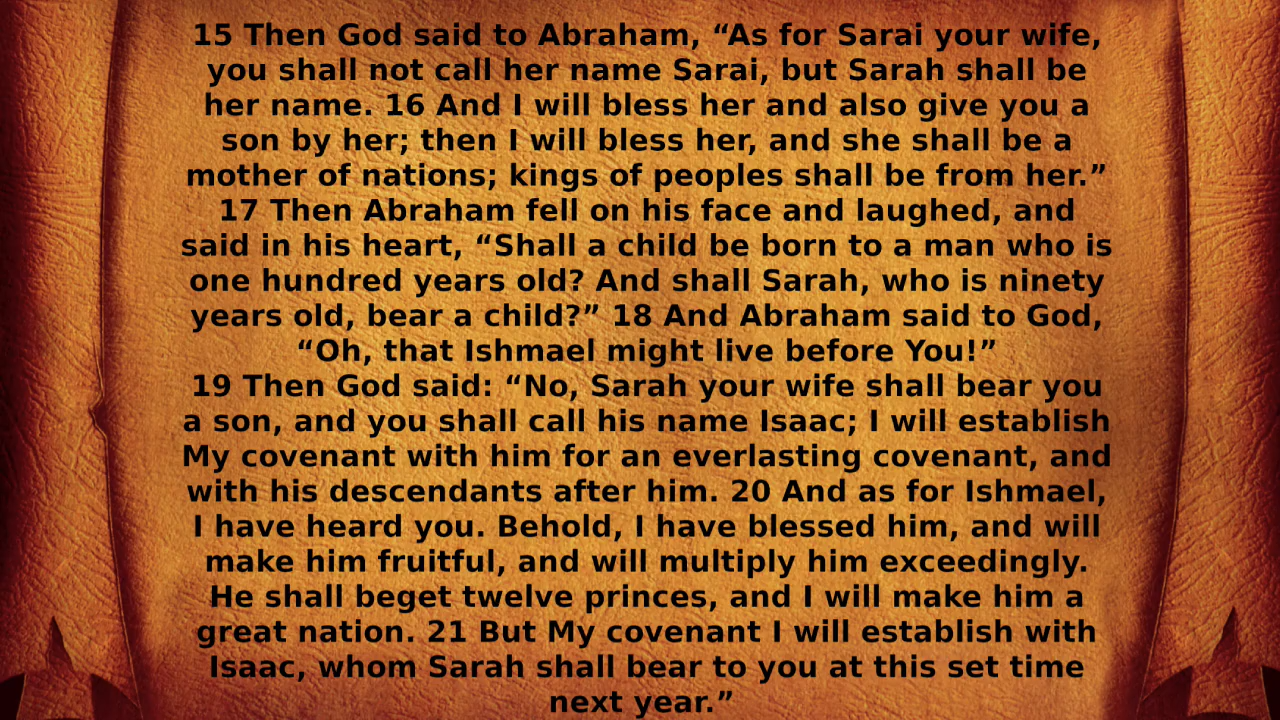 15 Then God said to Abraham, “As for Sarai your wife,
you shall not call her name Sarai, but Sarah shall be
her name. 16 And I will bless her and also give you a
son by her; then I will bless her, and she shall be a
mother of nations; kings of peoples shall be from her.”
17 Then Abraham fell on his face and laughed, and
said in his heart, “Shall a child be born to a man who is
one hundred years old? And shall Sarah, who is ninety
years old, bear a child?” 18 And Abraham said to God,
“Oh, that Ishmael might live before You!”
19 Then God said: “No, Sarah your wife shall bear you
a son, and you shall call his name Isaac; I will establish
My covenant with him for an everlasting covenant, and
with his descendants after him. 20 And as for Ishmael,
I have heard you. Behold, I have blessed him, and will
make him fruitful, and will multiply him exceedingly.
He shall beget twelve princes, and I will make him a
great nation. 21 But My covenant I will establish with
Isaac, whom Sarah shall bear to you at this set time
next year.”